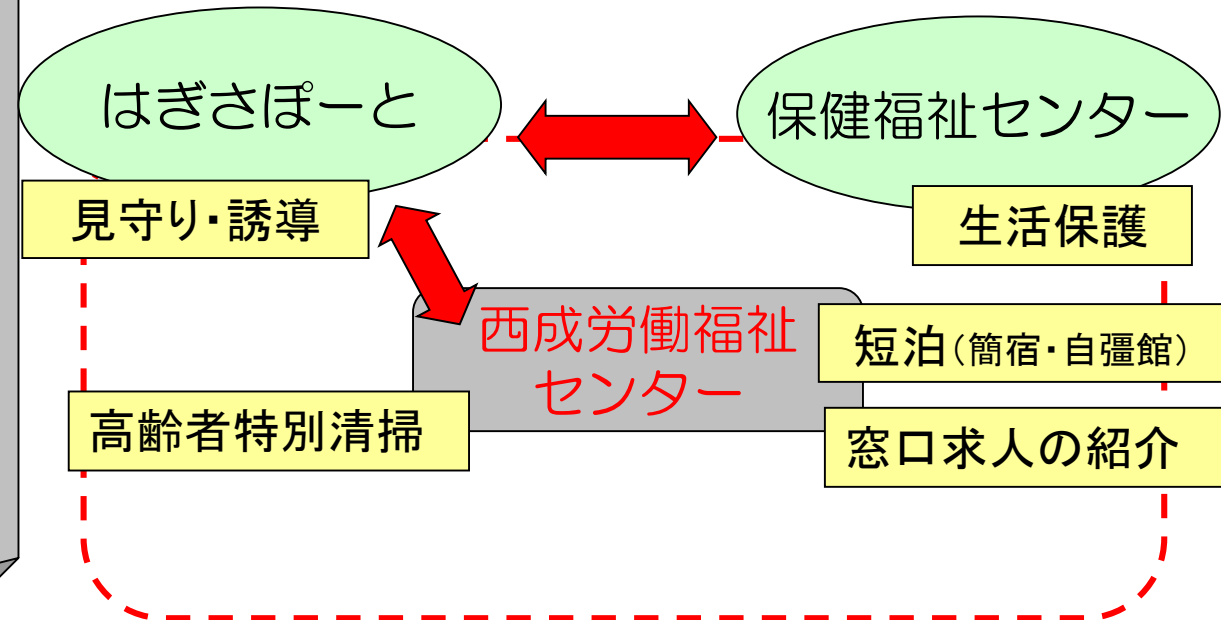 はぎさぽーと
保健福祉センター
見守り・誘導
生活保護
西成労働福祉
センター
短泊(簡宿・自彊館)
高齢者特別清掃
窓口求人の紹介